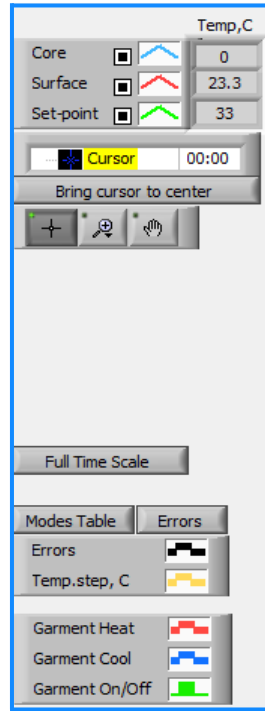 Temp,C
Core 0
Surface 23.3
Set-point 33
Cursor 00:00
Bring cursor to center
Full Time Scale
Modes Table Errors
Errors
Temp.step, C
Garment Heat
Garment Cool
Garment On/Off